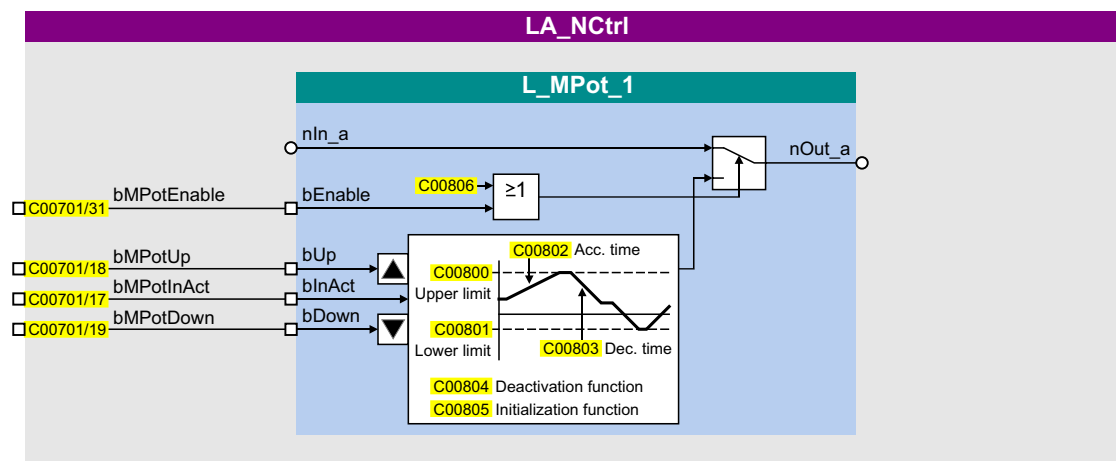 LA_NCtrl
L_MPot_1
nIn_a
nOut_a
C00806
≥1
C00701/31 bMPotEnable bEnable
C00701/18 bMPotUp bUp
C00701/17 bMPotInAct bInAct
C00701/19 bMPotDown bDown
C00802 Acc. time
C00800
Upper limit
C00801
Lower limit
C00803 Dec. time
C00804 Deactivation function
C00805 Initialization function